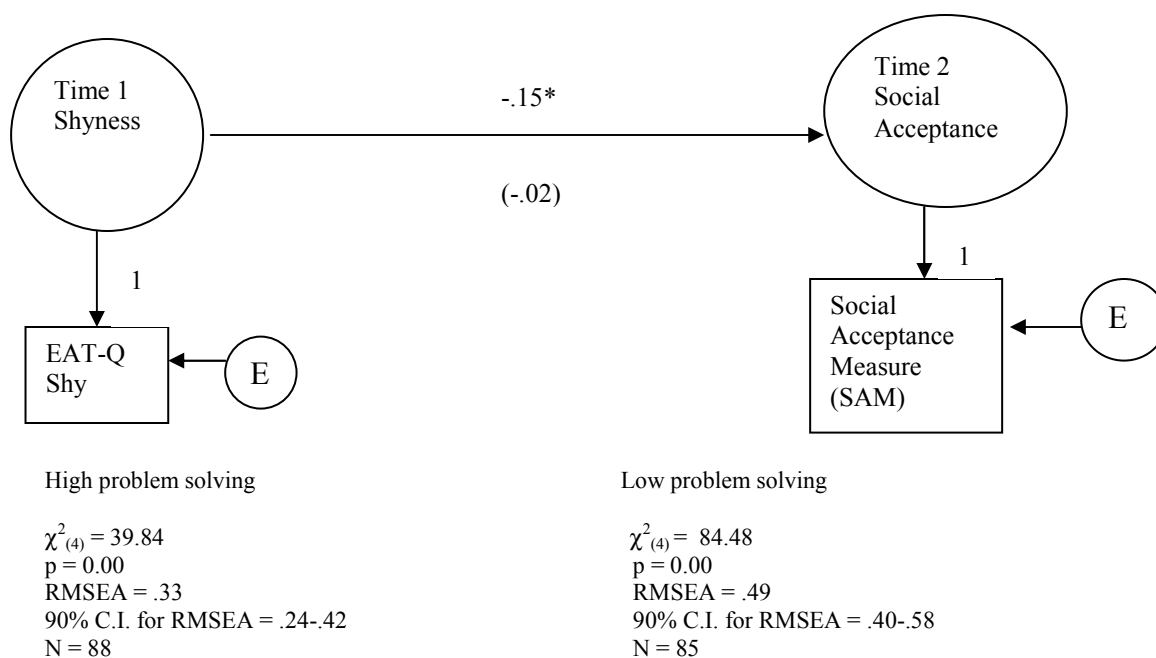 Time 1
Shyness
-.15*
(-.02)
Time 2
Social
Acceptance
1
1
EAT-Q
Shy
E
Social
Acceptance
Measure
(SAM)
E
High problem solving
χ²₍₄₎ = 39.84
p = 0.00
RMSEA = .33
90% C.I. for RMSEA = .24-.42
N = 88
Low problem solving
χ²₍₄₎ = 84.48
p = 0.00
RMSEA = .49
90% C.I. for RMSEA = .40-.58
N = 85